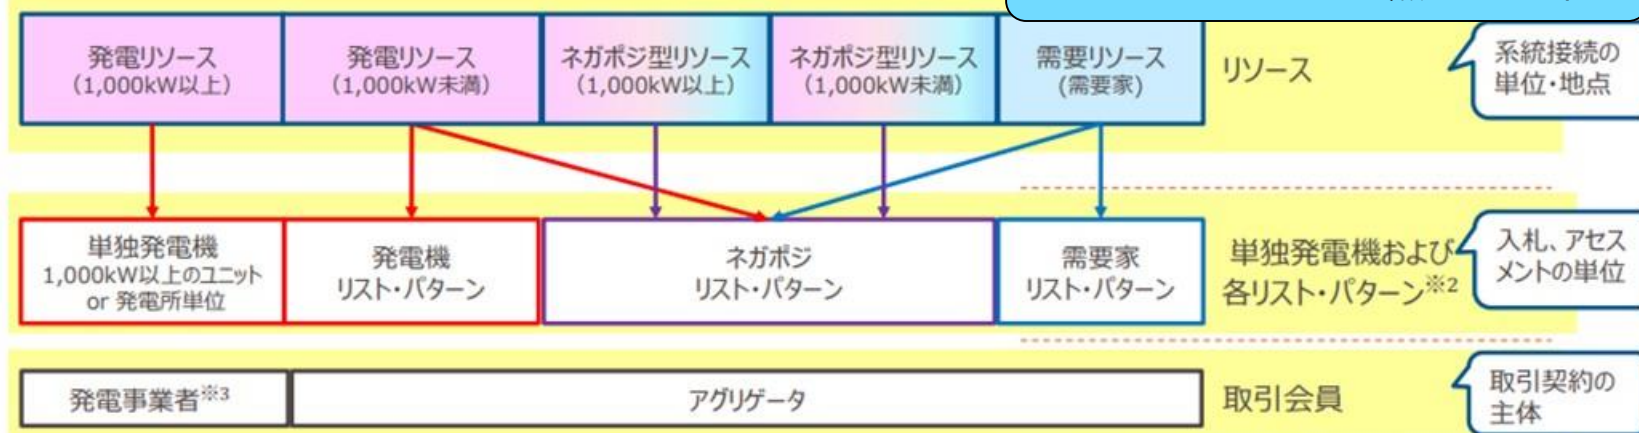 発電リソース
(1,000kW以上)
発電リソース
(1,000kW未満)
ネガポジ型リソース
(1,000kW以上)
ネガポジ型リソース
(1,000kW未満)
需要リソース
(需要家)
リソース
系統接続の
単位・地点
単独発電機
1,000kW以上のユニット
or 発電所単位
発電機
リスト・パターン
ネガポジ
リスト・パターン
需要家
リスト・パターン
単独発電機および
各リスト・パターン※2
入札、アセス
メントの単位
発電事業者※3
アグリゲータ
取引会員
取引契約の
主体